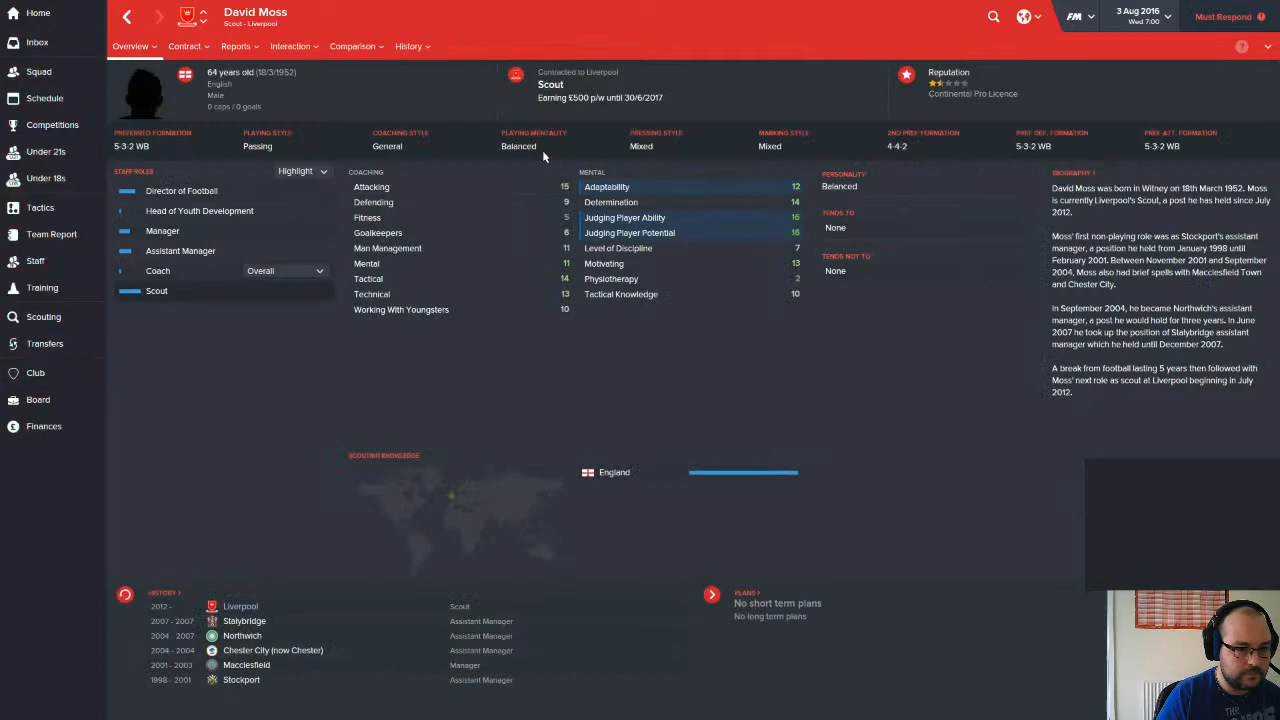 Home
Inbox
Squad
Schedule
Competitions
Under 21s
Under 18s
Tactics
Team Report
Staff
Training
Scouting
Transfers
Club
Board
Finances
David Moss
Scout - Liverpool
FM
3 Aug 2016
Wed 7:00
Must Respond
Overview
Contract
Reports
Interaction
Comparison
History
64 years old (18/3/1952)
English
Male
0 caps / 0 goals
Contracted to Liverpool
Scout
Earning £500 p/w until 30/6/2017
Reputation
Continental Pro Licence
PREFERRED FORMATION
5-3-2 WB
PLAYING STYLE
Passing
COACHING STYLE
General
PLAYING MENTALITY
Balanced
PRESSING STYLE
Mixed
MARKING STYLE
Mixed
2ND PREF FORMATION
4-4-2
PREF DEF. FORMATION
5-3-2 WB
PREF ATT. FORMATION
5-3-2 WB
STAFF ROLES
Highlight
Director of Football
Head of Youth Development
Manager
Assistant Manager
Coach Overall
Scout
COACHING
Attacking 15
Defending 9
Fitness 5
Goalkeepers 6
Man Management 11
Mental 11
Tactical 14
Technical 13
Working With Youngsters 10
MENTAL
Adaptability 12
Determination 14
Judging Player Ability 16
Judging Player Potential 16
Level of Discipline 7
Motivating 13
Physiotherapy 2
Tactical Knowledge 10
PERSONALITY
Balanced
TENDS TO
None
TENDS NOT TO
None
BIOGRAPHY
David Moss was born in Witney on 18th March 1952. Moss
is currently Liverpool's Scout, a post he has held since July
2012.
Moss' first non-playing role was as Stockport's assistant
manager, a position he held from January 1998 until
February 2001. Between November 2001 and September
2004, Moss also had brief spells with Macclesfield Town
and Chester City.
In September 2004, he became Northwich's assistant
manager, a post he would hold for three years. In June
2007 he took up the position of Stalybridge assistant
manager which he held until December 2007.
A break from football lasting 5 years then followed with
Moss' next role as scout at Liverpool beginning in July
2012.
SCOUTING KNOWLEDGE
England
HISTORY
2012 - Liverpool Scout
2007 - 2007 Stalybridge Assistant Manager
2004 - 2007 Northwich Assistant Manager
2004 - 2004 Chester City (now Chester) Assistant Manager
2001 - 2003 Macclesfield Manager
1998 - 2001 Stockport Assistant Manager
PLANS
No short term plans
No long term plans